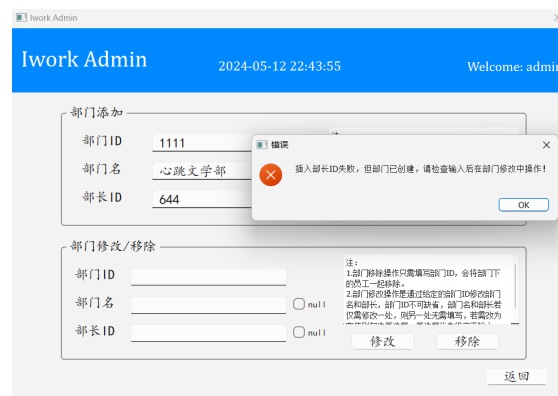 Iwork Admin
Iwork Admin
2024-05-12 22:43:55
Welcome: admin
部门添加
部门ID
1111
部门名
心跳文学部
部长ID
644
错误
插入部长ID失败，但部门已创建，请检查输入后在部门修改中操作！
OK
部门修改/移除
部门ID
部门名
null
部长ID
null
注：
1.部门移除操作只需填写部门ID，会将部门下
的员工一起移除。
2.部门修改操作是通过给定的部门ID修改部门
名和部长，部门ID不可缺省，部门名和部长若
仅需修改一处，则另一处无需填写，若需改为
修改
移除
返回